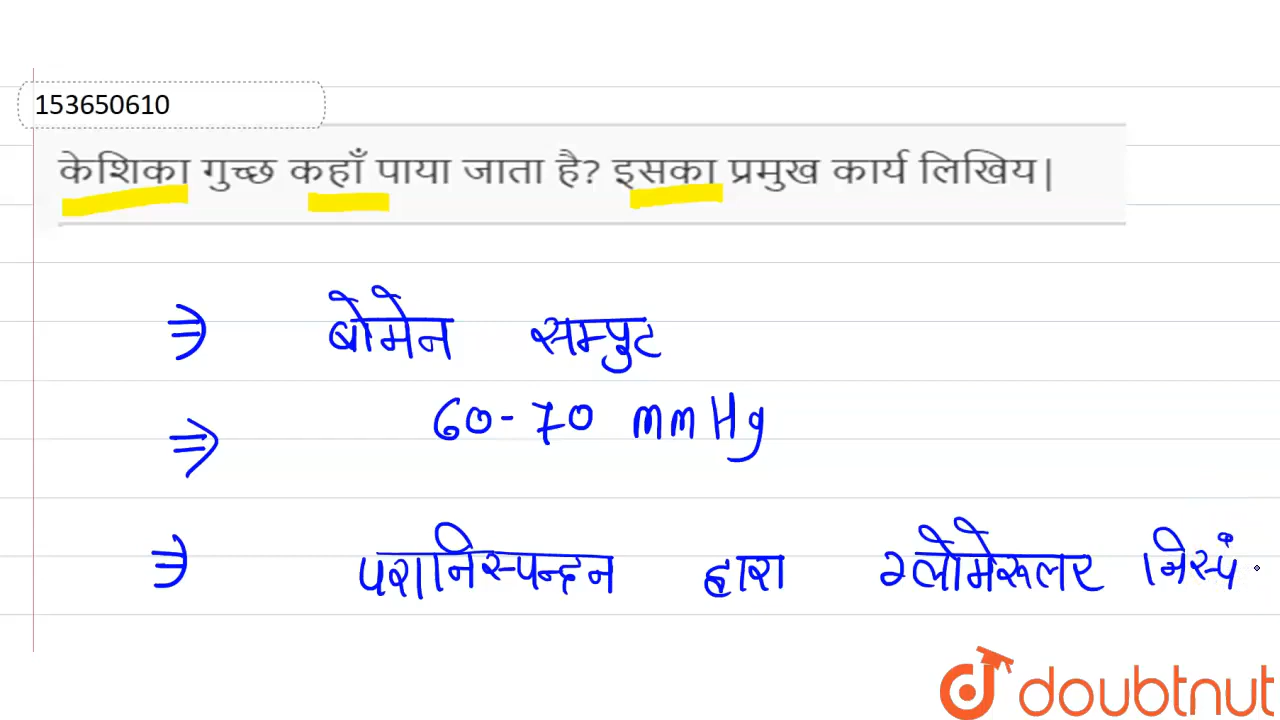 153650610
केशिका गुच्छ कहाँ पाया जाता है? इसका प्रमुख कार्य लिखिय|
⇒ बोमेन सम्पुट
⇒ 60-70 mmHg
⇒ परानिस्पन्दन द्वारा ग्लोमेरूलर निस्पं
doubtnut